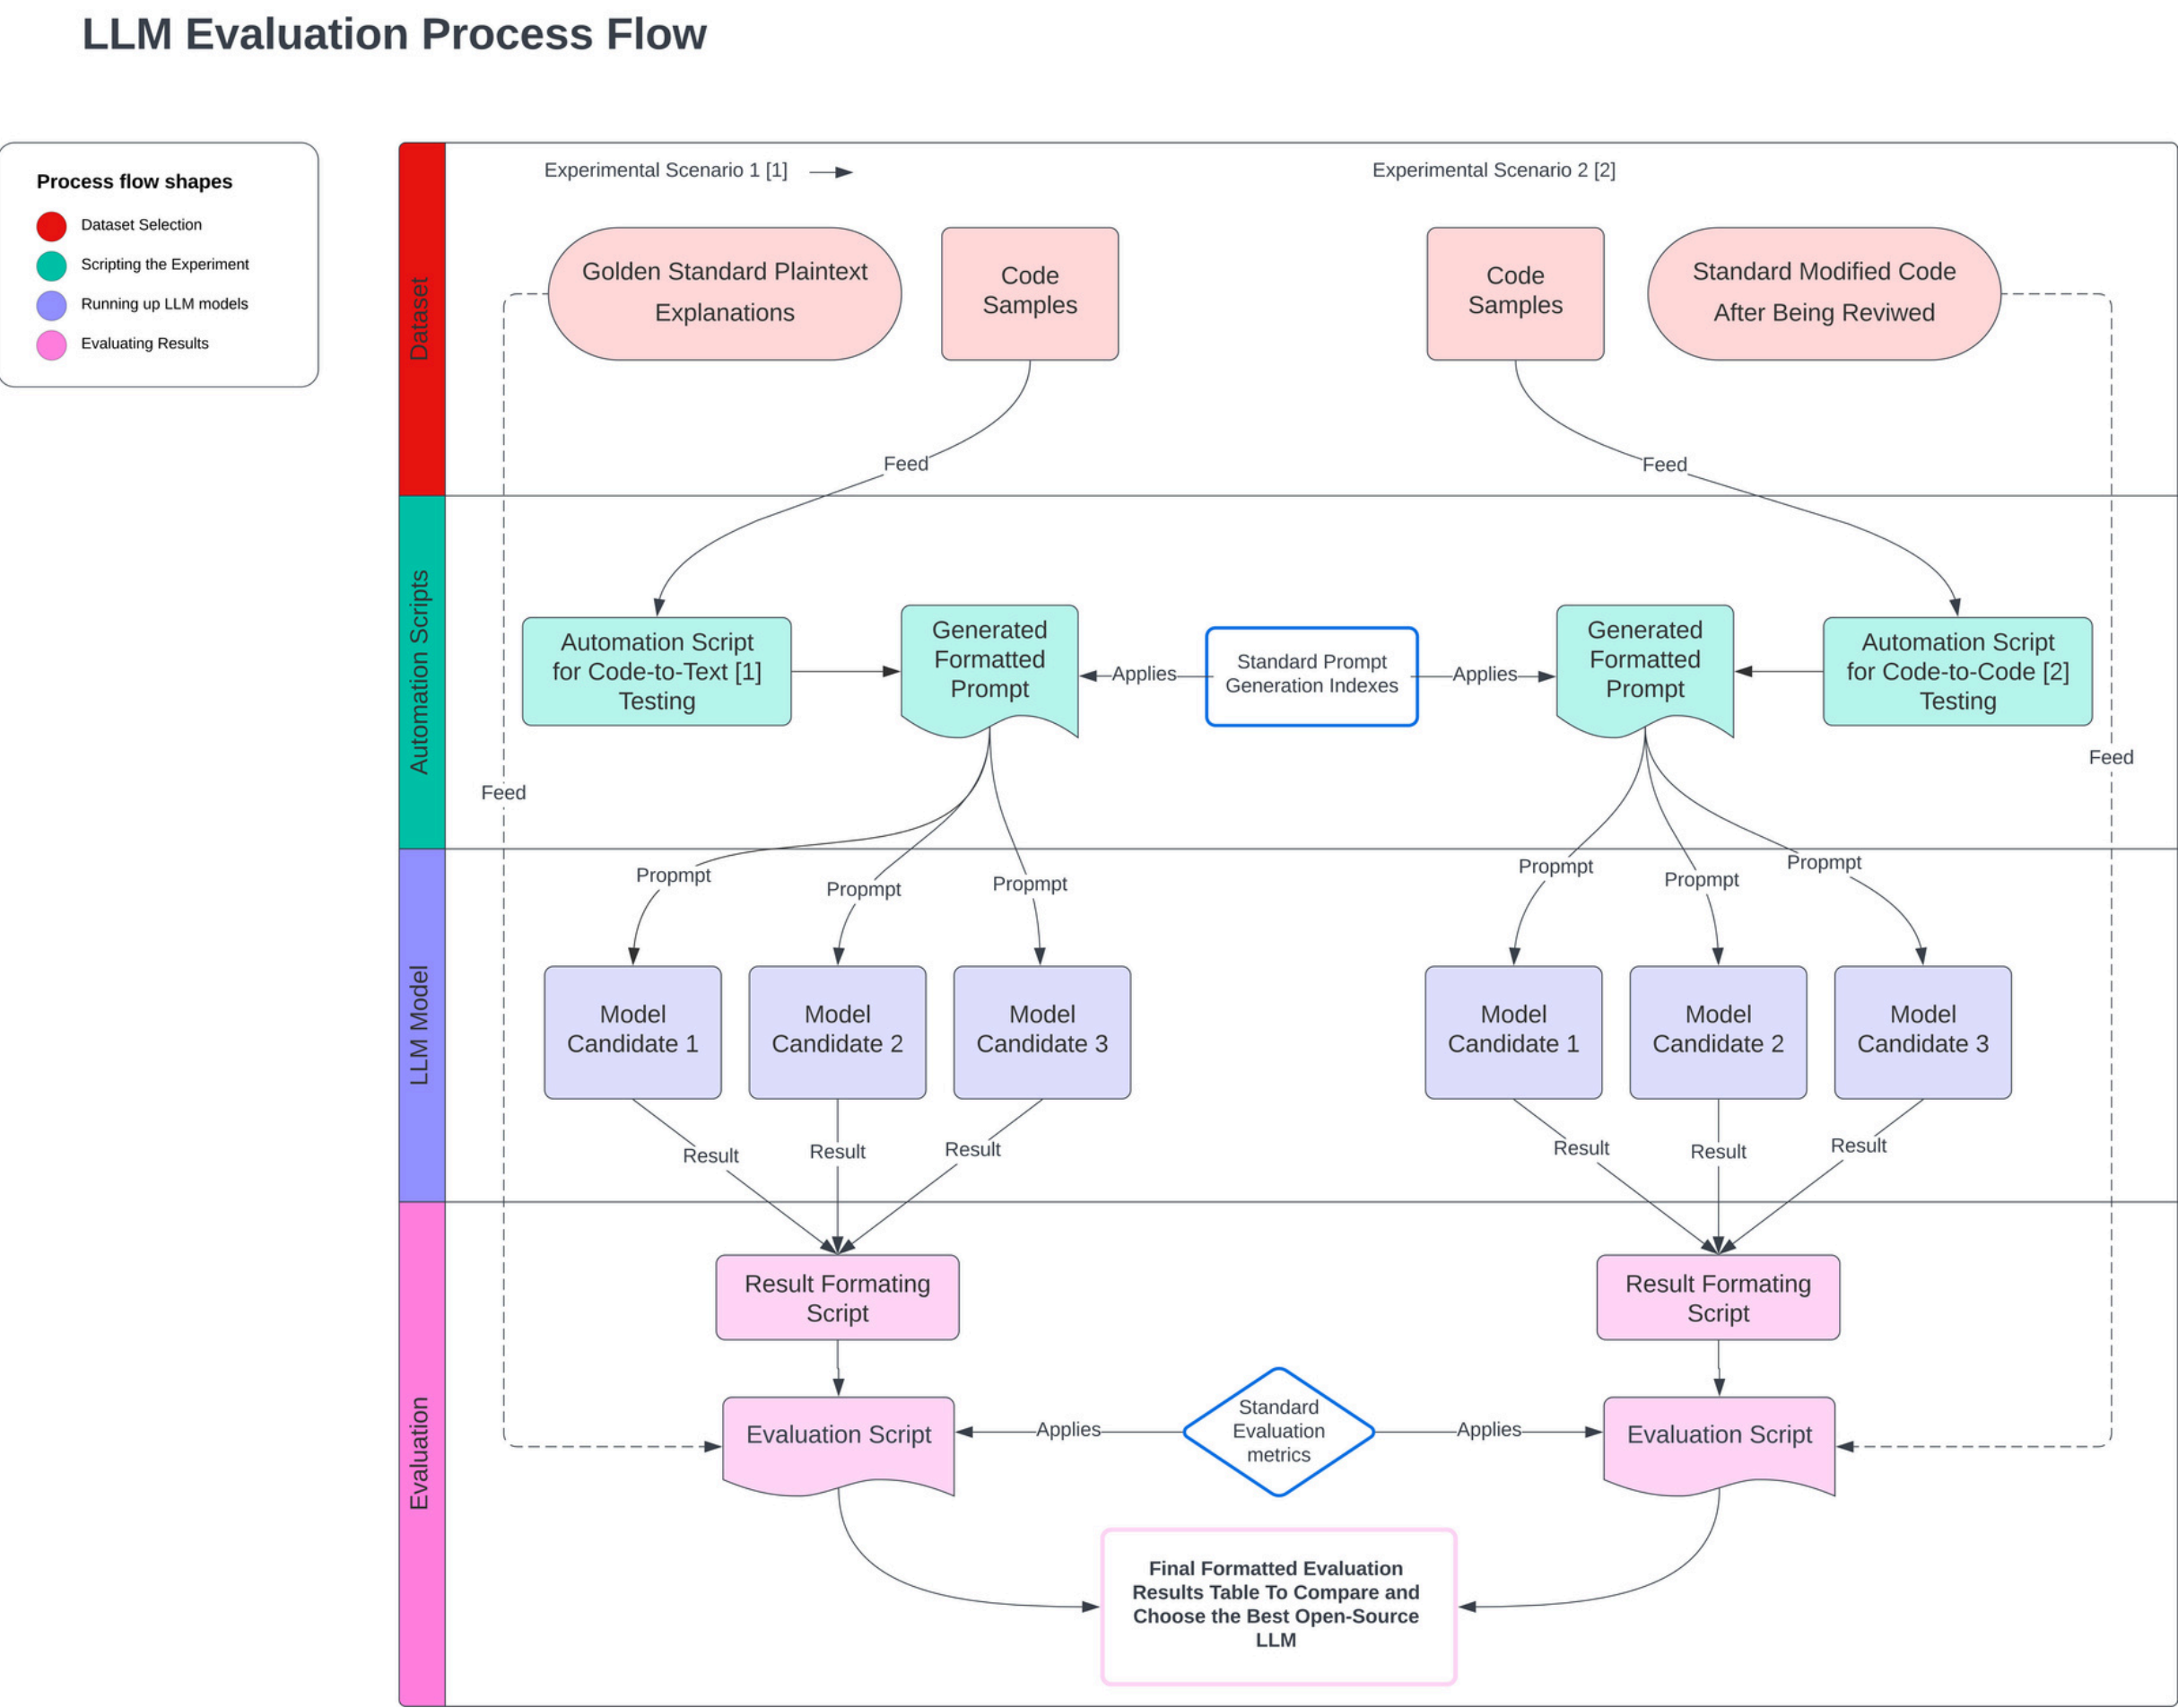 LLM Evaluation Process Flow
Process flow shapes
Dataset Selection
Scripting the Experiment
Running up LLM models
Evaluating Results
Dataset
Experimental Scenario 1 [1]
Experimental Scenario 2 [2]
Golden Standard Plaintext
Explanations
Code
Samples
Code
Samples
Standard Modified Code
After Being Reviwed
Feed
Feed
Automation Scripts
Automation Script
for Code-to-Text [1]
Testing
Generated
Formatted
Prompt
Applies
Standard Prompt
Generation Indexes
Applies
Generated
Formatted
Prompt
Automation Script
for Code-to-Code [2]
Testing
Feed
Feed
LLM Model
Propmpt
Propmpt
Propmpt
Propmpt
Propmpt
Propmpt
Model
Candidate 1
Model
Candidate 2
Model
Candidate 3
Model
Candidate 1
Model
Candidate 2
Model
Candidate 3
Result
Result
Result
Result
Result
Result
Evaluation
Result Formating
Script
Result Formating
Script
Evaluation Script
Applies
Standard
Evaluation
metrics
Applies
Evaluation Script
Final Formatted Evaluation
Results Table To Compare and
Choose the Best Open-Source
LLM